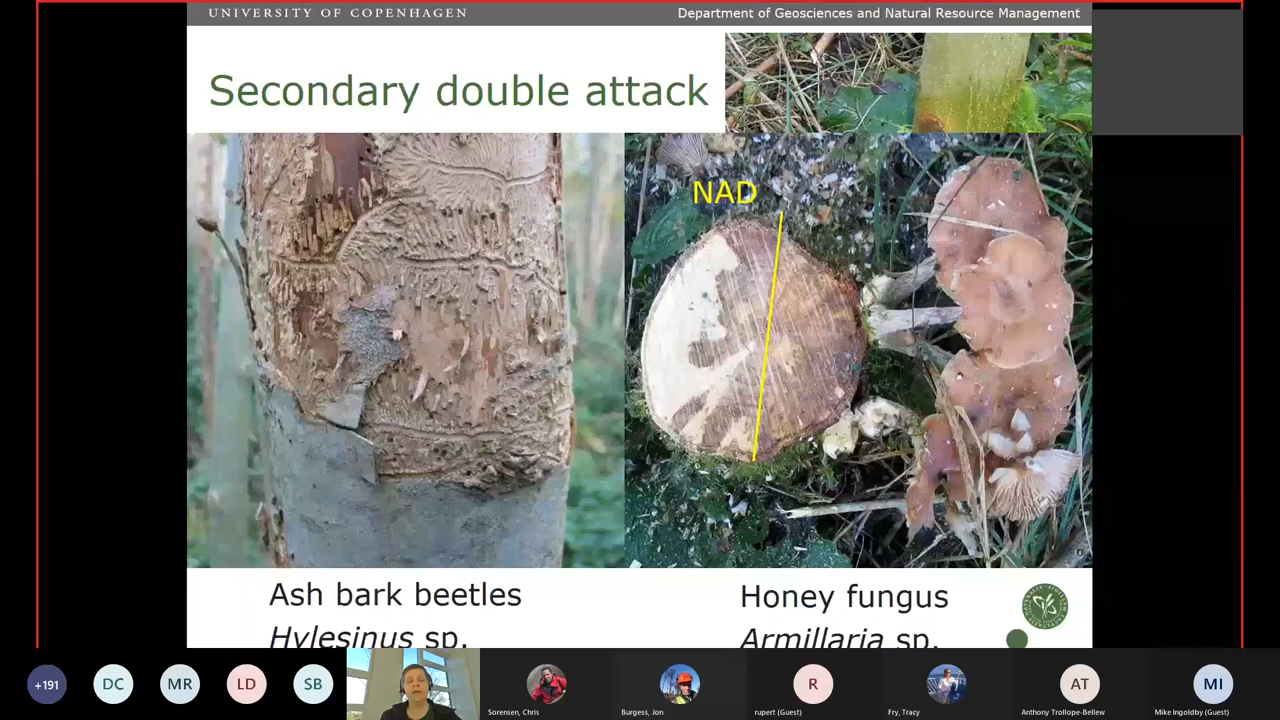 UNIVERSITY OF COPENHAGEN
Department of Geosciences and Natural Resource Management
Secondary double attack
NAD
Ash bark beetles
Hylesinus sp.
Honey fungus
Armillaria sp.
+191
DC
MR
LD
SB
Sorensen, Chris
Burgess, Jon
R
rupert (Guest)
Fry, Tracy
AT
Anthony Trollope-Bellew
MI
Mike Ingoldby (Guest)